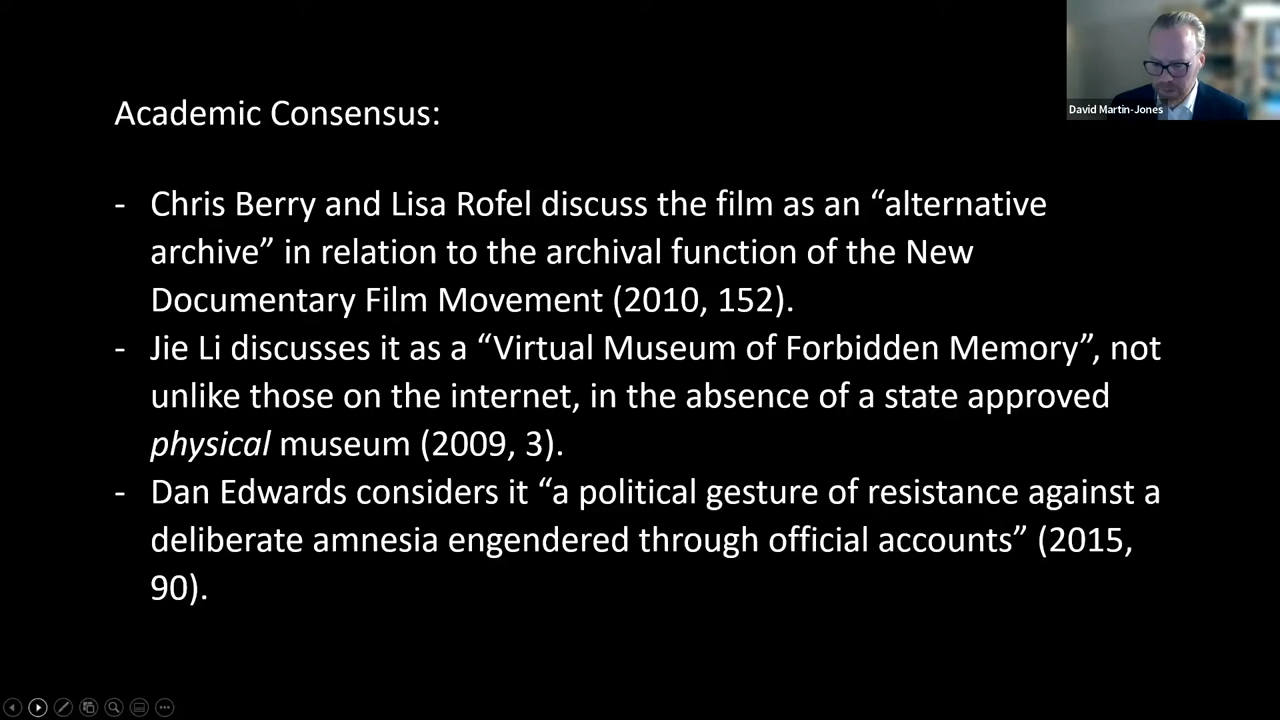 David Martin-Jones
Academic Consensus:
- Chris Berry and Lisa Rofel discuss the film as an “alternative
archive” in relation to the archival function of the New
Documentary Film Movement (2010, 152).
- Jie Li discusses it as a “Virtual Museum of Forbidden Memory”, not
unlike those on the internet, in the absence of a state approved
physical museum (2009, 3).
- Dan Edwards considers it “a political gesture of resistance against a
deliberate amnesia engendered through official accounts” (2015,
90).